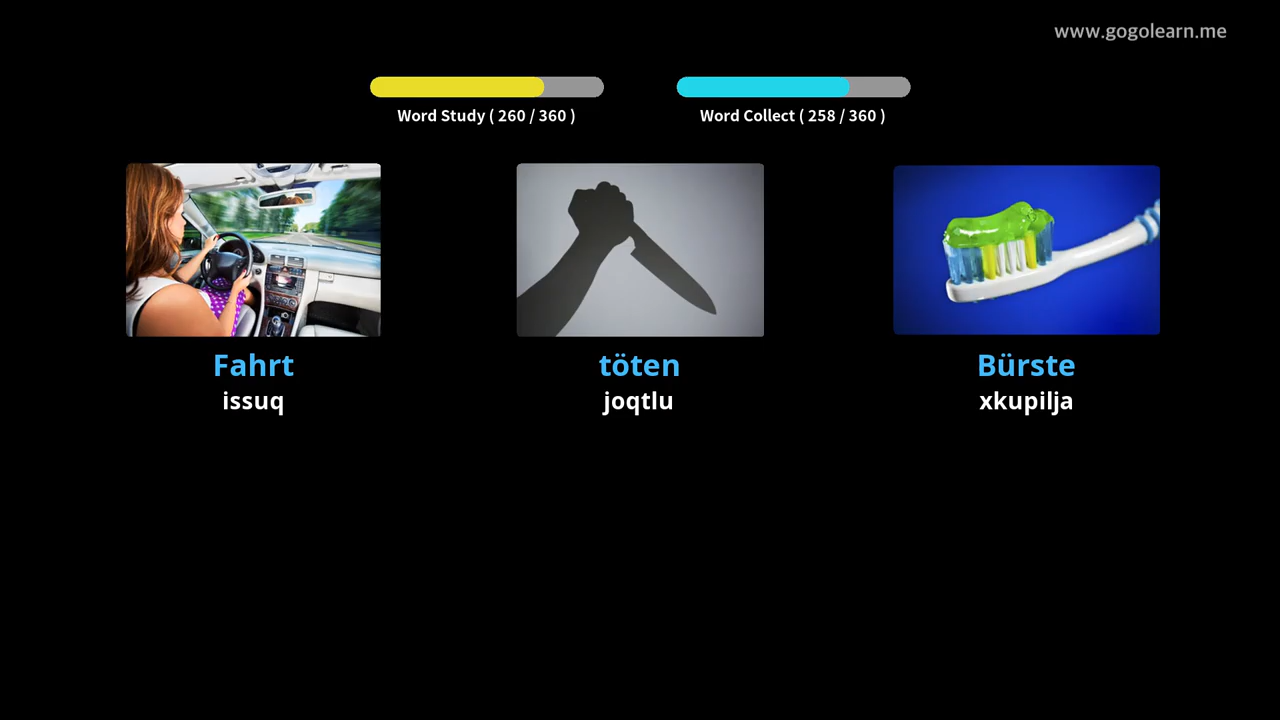 www.gogolearn.me
Word Study ( 260 / 360 )
Word Collect ( 258 / 360 )
Fahrt
issuq
töten
joqtlu
Bürste
xkupilja